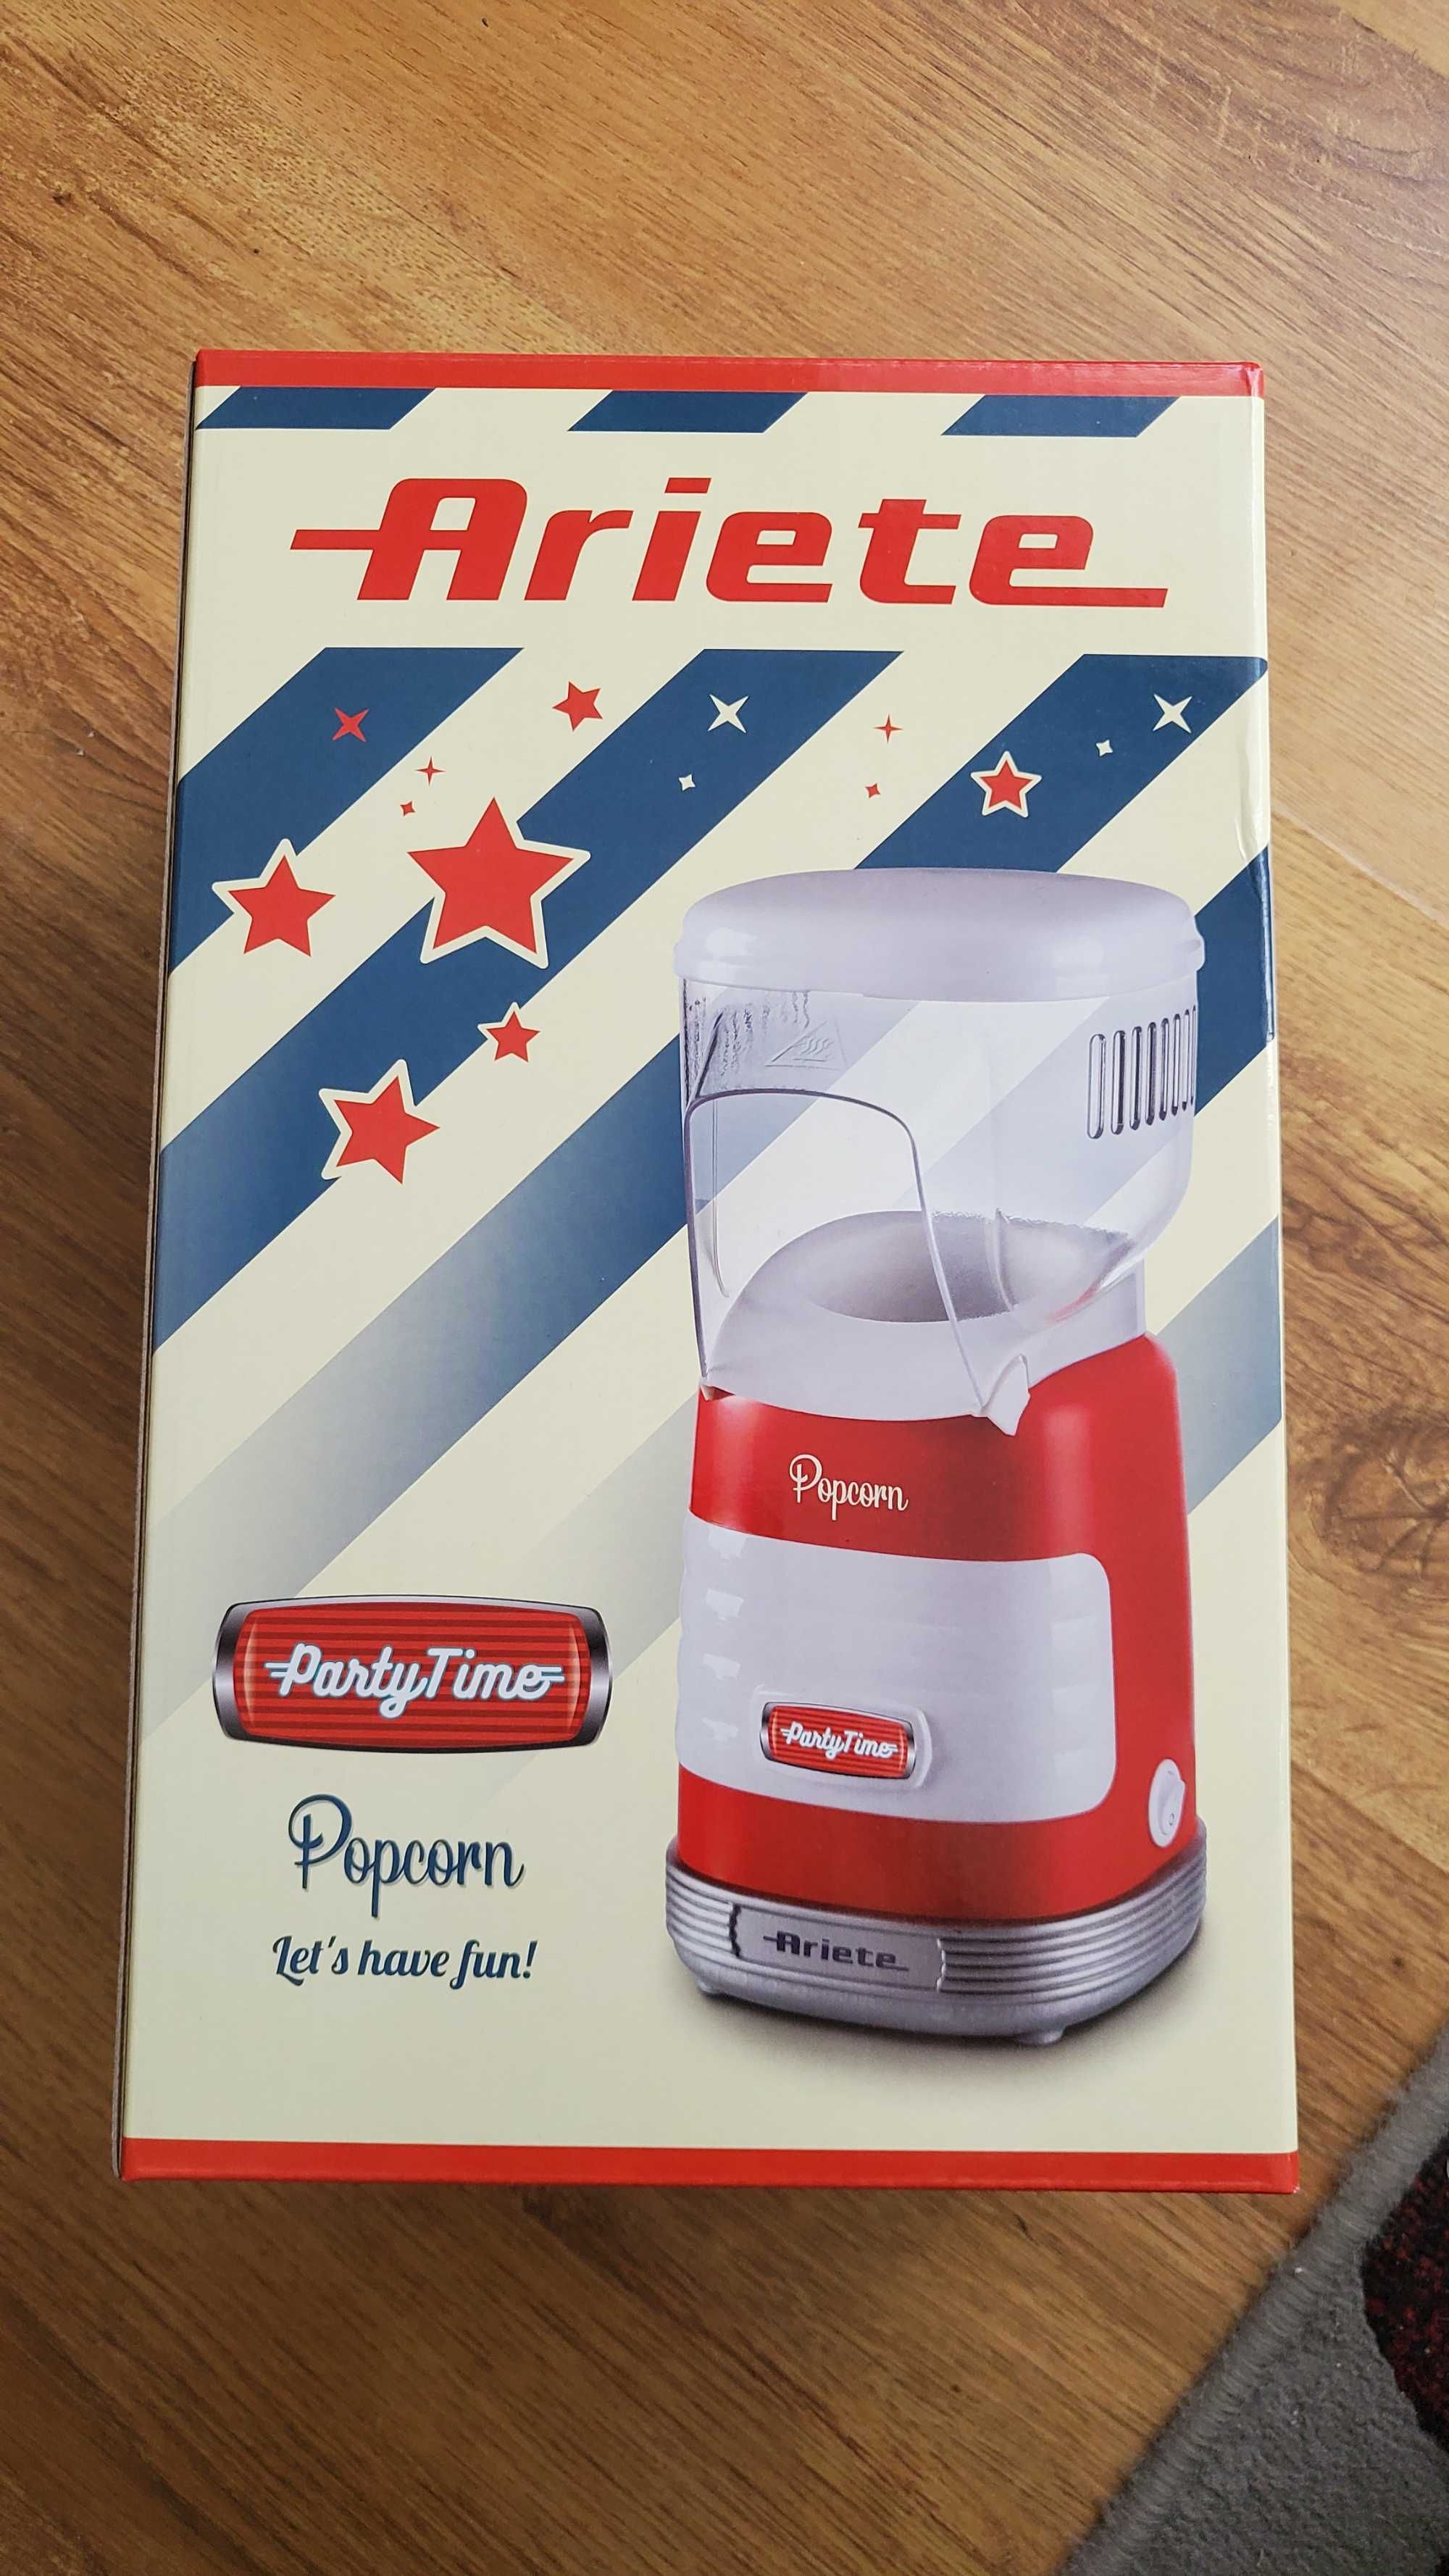 Ariete
Popcorn
PartyTime
PartyTime
Popcorn
Let's have fun!
Ariete